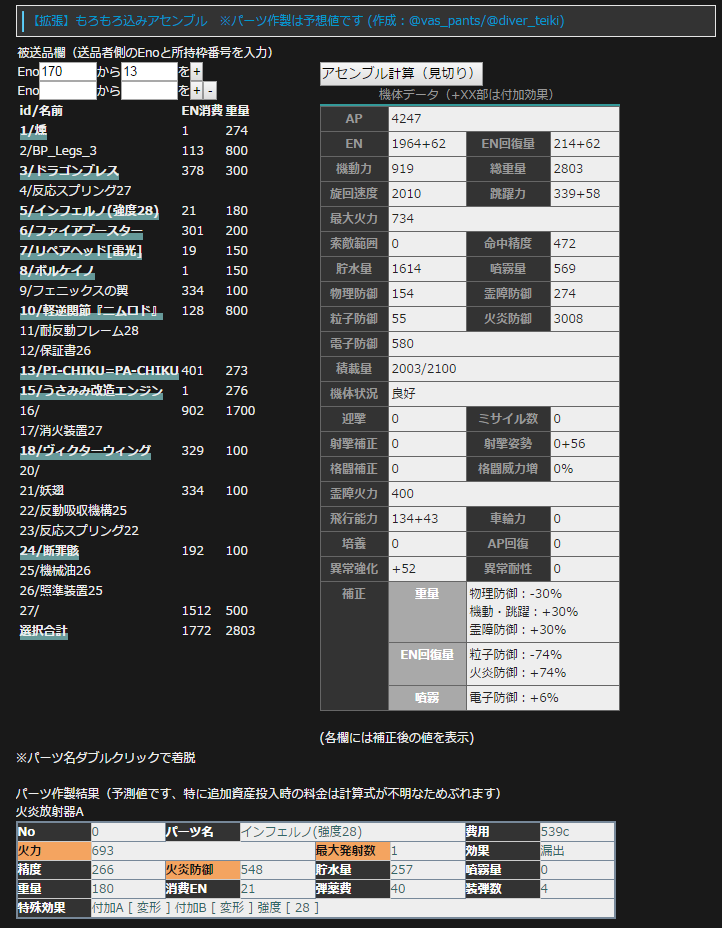 【拡張】もろもろ込みアセンブル　※パーツ作製は予想値です (作成：@vas_pants/@diver_teiki)
被送品欄（送品者側のEnoと所持枠番号を入力）
Eno170から13を+
Enoからを+-
id/名前 EN消費 重量
1/燻 1 274
2/BP_Legs_3 113 800
3/ドラゴンブレス 378 300
4/反応スプリング27
5/インフェルノ(強度28) 21 180
6/ファイアブースター 301 200
7/リペアヘッド[雷光] 19 150
8/ボルケイノ 1 150
9/フェニックスの翼 334 100
10/軽逆関節『ニムロド』 128 800
11/耐反動フレーム28
12/保証書26
13/PI-CHIKU=PA-CHIKU 401 273
15/うさみみ改造エンジン 1 276
16/ 902 1700
17/消火装置27
18/ヴィクターウィング 329 100
20/
21/妖翅 334 100
22/反動吸収機構25
23/反応スプリング22
24/断罪骸 192 100
25/機械油26
26/照準装置25
27/ 1512 500
選択合計 1772 2803
アセンブル計算（見切り）
機体データ（+XX部は付加効果）
AP 4247
EN 1964+62 EN回復量 214+62
機動力 919 総重量 2803
旋回速度 2010 跳躍力 339+58
最大火力 734
索敵範囲 0 命中精度 472
貯水量 1614 噴霧量 569
物理防御 154 霊障防御 274
粒子防御 55 火炎防御 3008
電子防御 580
積載量 2003/2100
機体状況 良好
迎撃 0 ミサイル数 0
射撃補正 0 射撃姿勢 0+56
格闘補正 0 格闘威力増 0%
霊障火力 400
飛行能力 134+43 車輪力 0
培養 0 AP回復 0
異常強化 +52 異常耐性 0
補正 重量 物理防御：-30%
機動・跳躍：+30%
霊障防御：+30%
EN回復量 粒子防御：-74%
火炎防御：+74%
噴霧 電子防御：+6%
(各欄には補正後の値を表示)
※パーツ名ダブルクリックで着脱
パーツ作製結果（予測値です、特に追加資産投入時の料金は計算式が不明なためぶれます）
火炎放射器A
No 0 パーツ名 インフェルノ(強度28) 費用 539c
火力 693 最大発射数 1 効果 漏出
精度 266 火炎防御 548 貯水量 257 噴霧量 0
重量 180 消費EN 21 弾薬費 40 装弾数 4
特殊効果 付加A [ 変形 ] 付加B [ 変形 ] 強度 [ 28 ]